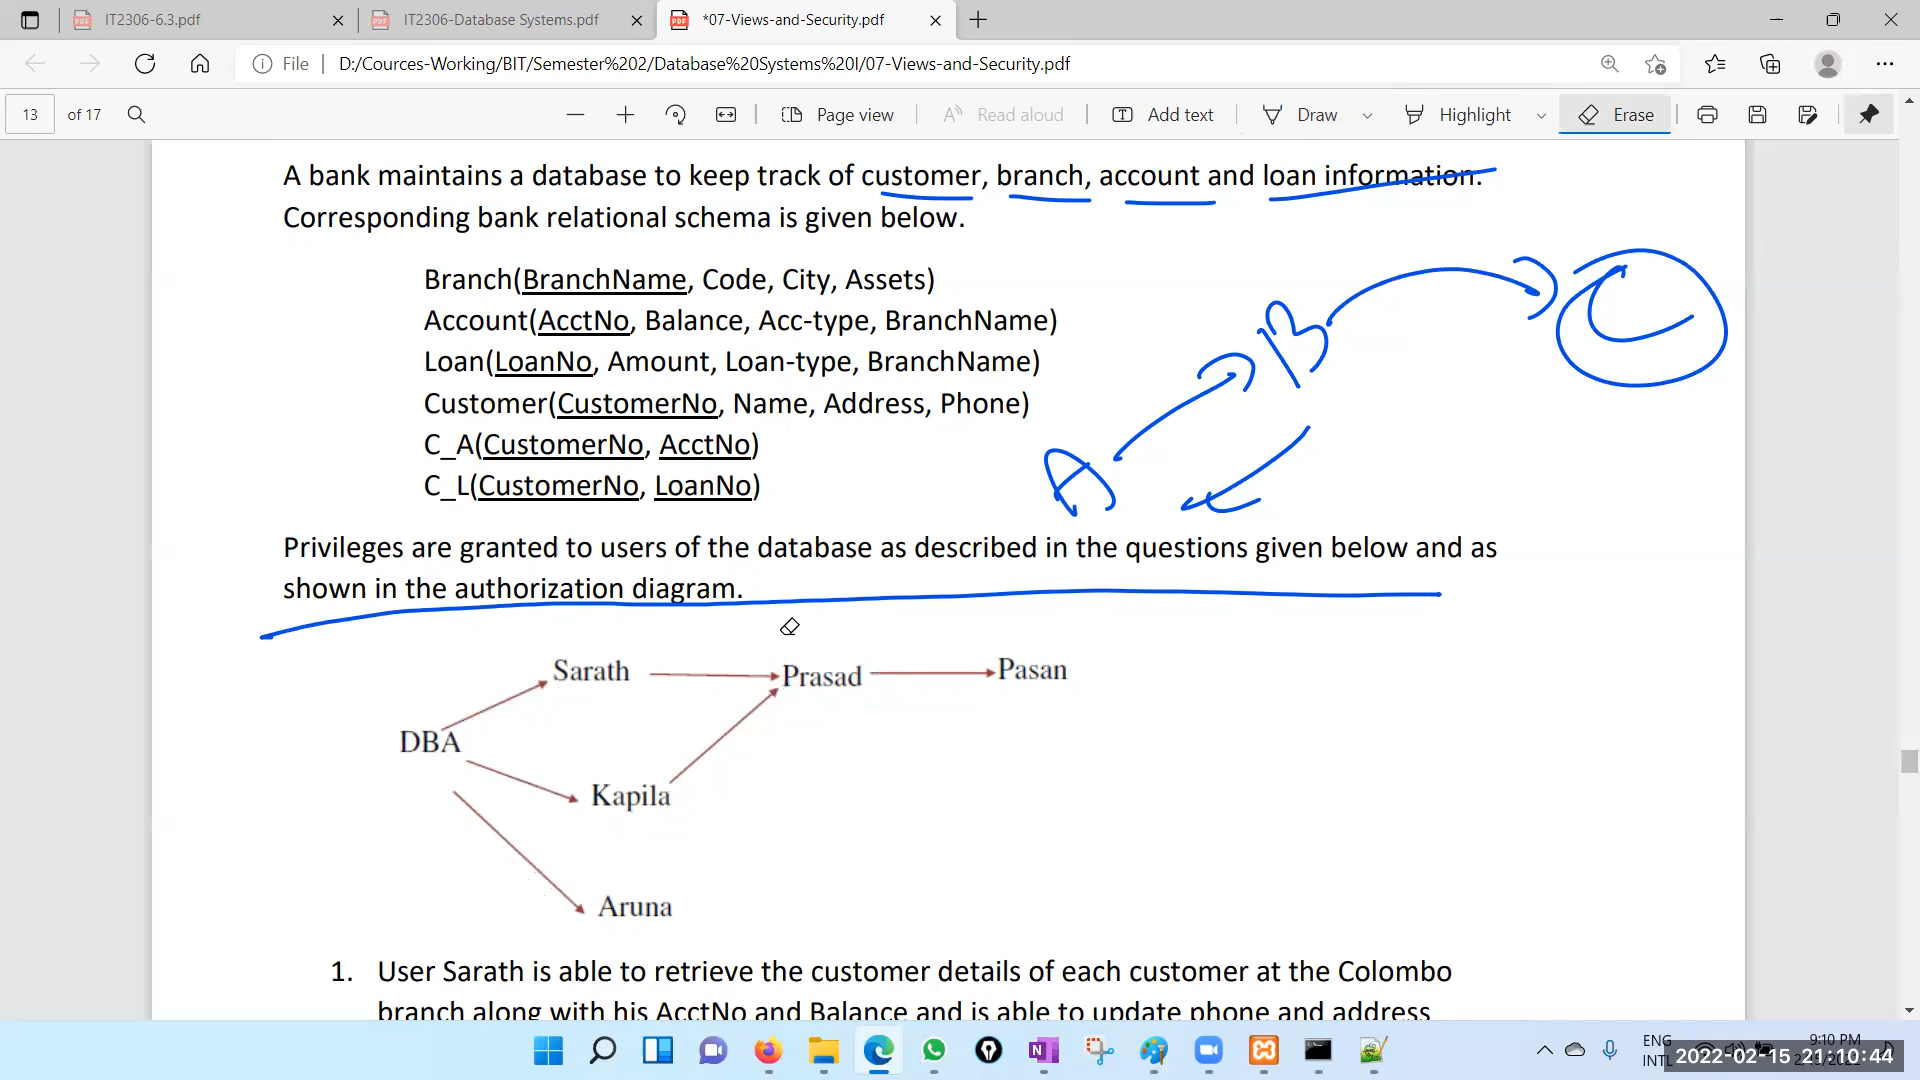 IT2306-6.3.pdf
IT2306-Database Systems.pdf
*07-Views-and-Security.pdf
File
D:/Cources-Working/BIT/Semester%202/Database%20Systems%20I/07-Views-and-Security.pdf
13 of 17
Page view
Read aloud
Add text
Draw
Highlight
Erase
A bank maintains a database to keep track of customer, branch, account and loan information.
Corresponding bank relational schema is given below.
Branch(BranchName, Code, City, Assets)
Account(AcctNo, Balance, Acc-type, BranchName)
Loan(LoanNo, Amount, Loan-type, BranchName)
Customer(CustomerNo, Name, Address, Phone)
C_A(CustomerNo, AcctNo)
C_L(CustomerNo, LoanNo)
A
B
C
Privileges are granted to users of the database as described in the questions given below and as
shown in the authorization diagram.
Sarath
Prasad
Pasan
DBA
Kapila
Aruna
1. User Sarath is able to retrieve the customer details of each customer at the Colombo
branch along with his AcctNo and Balance and is able to update phone and address
ENG
INTL
9:10 PM
2022-02-15 21:10:44